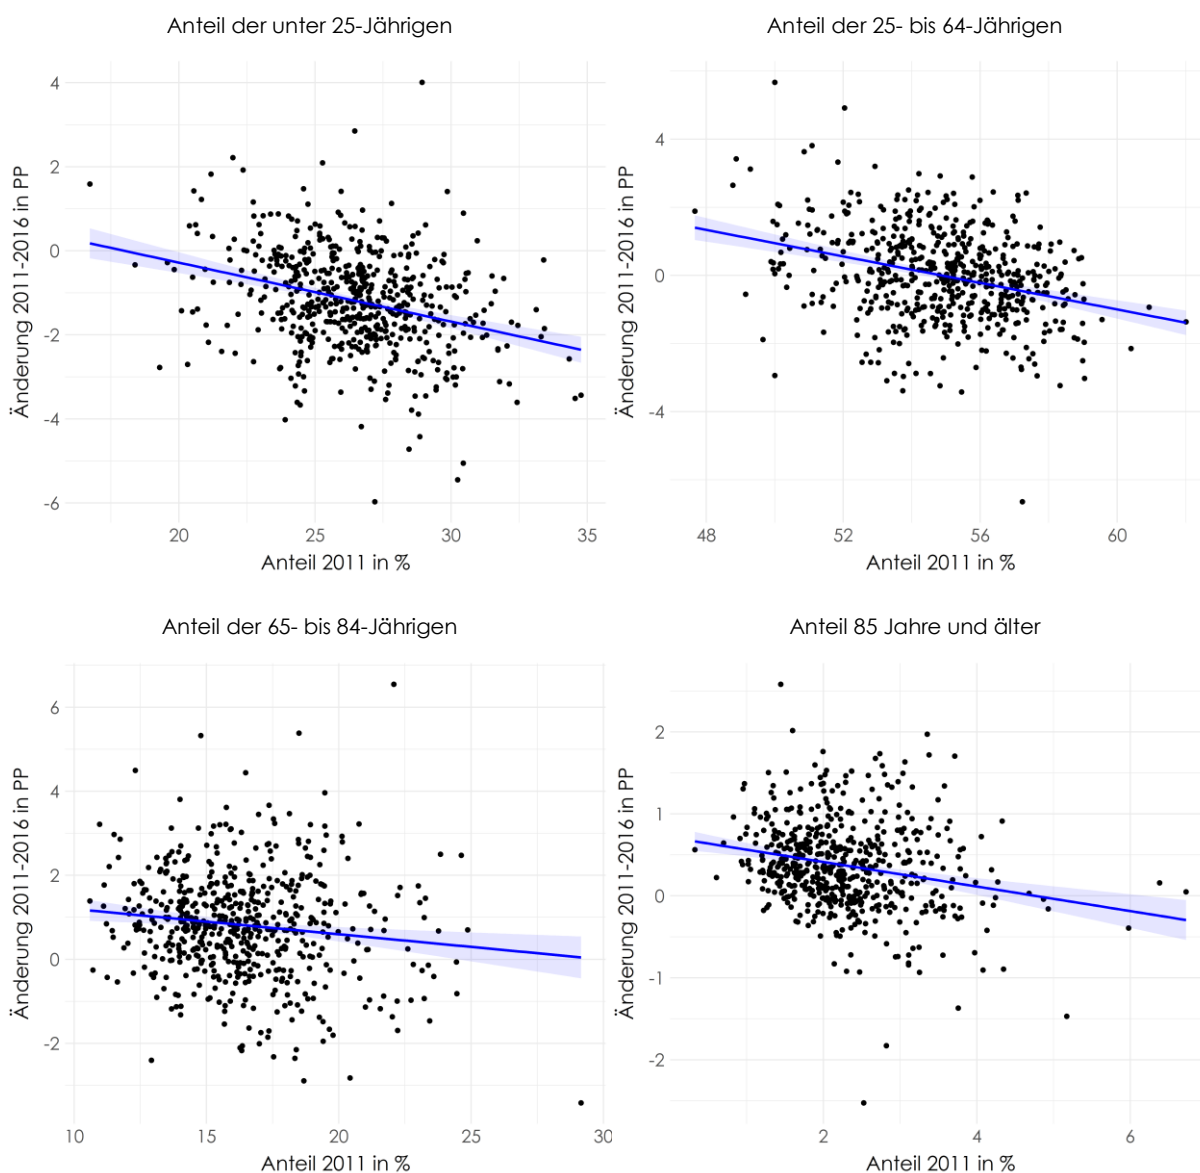 Anteil der unter 25-Jährigen
Änderung 2011-2016 in PP
4
2
0
-2
-4
-6
20 25 30 35
Anteil 2011 in %
Anteil der 25- bis 64-Jährigen
Änderung 2011-2016 in PP
4
0
-4
48 52 56 60
Anteil 2011 in %
Anteil der 65- bis 84-Jährigen
Änderung 2011-2016 in PP
6
4
2
0
-2
10 15 20 25 30
Anteil 2011 in %
Anteil 85 Jahre und älter
Änderung 2011-2016 in PP
2
1
0
-1
-2
2 4 6
Anteil 2011 in %